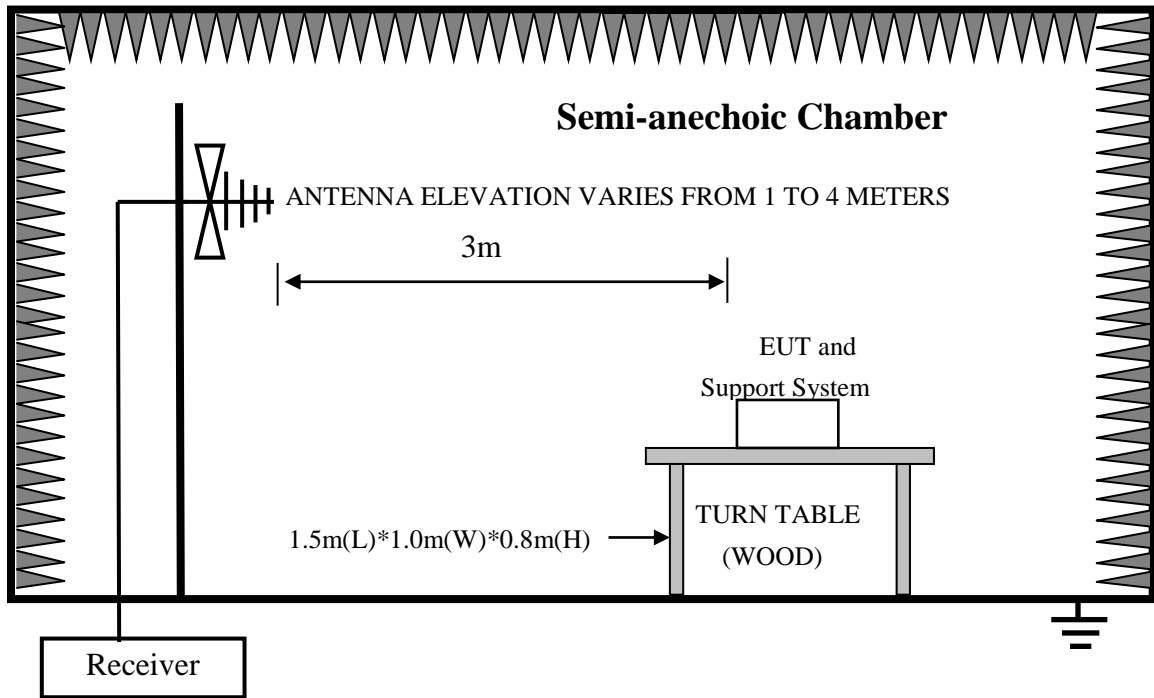 Semi-anechoic Chamber
ANTENNA ELEVATION VARIES FROM 1 TO 4 METERS
3m
EUT and
Support System
TURN TABLE
1.5m(L)*1.0m(W)*0.8m(H)
(WOOD)
Receiver